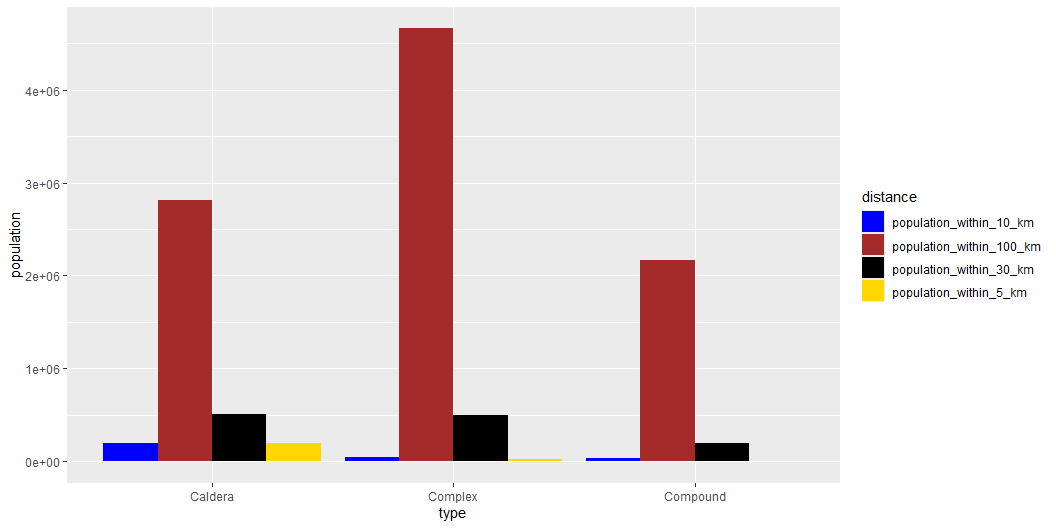 population
4e+06
3e+06
2e+06
1e+06
0e+00
Caldera Complex Compound
type
distance
population_within_10_km
population_within_100_km
population_within_30_km
population_within_5_km